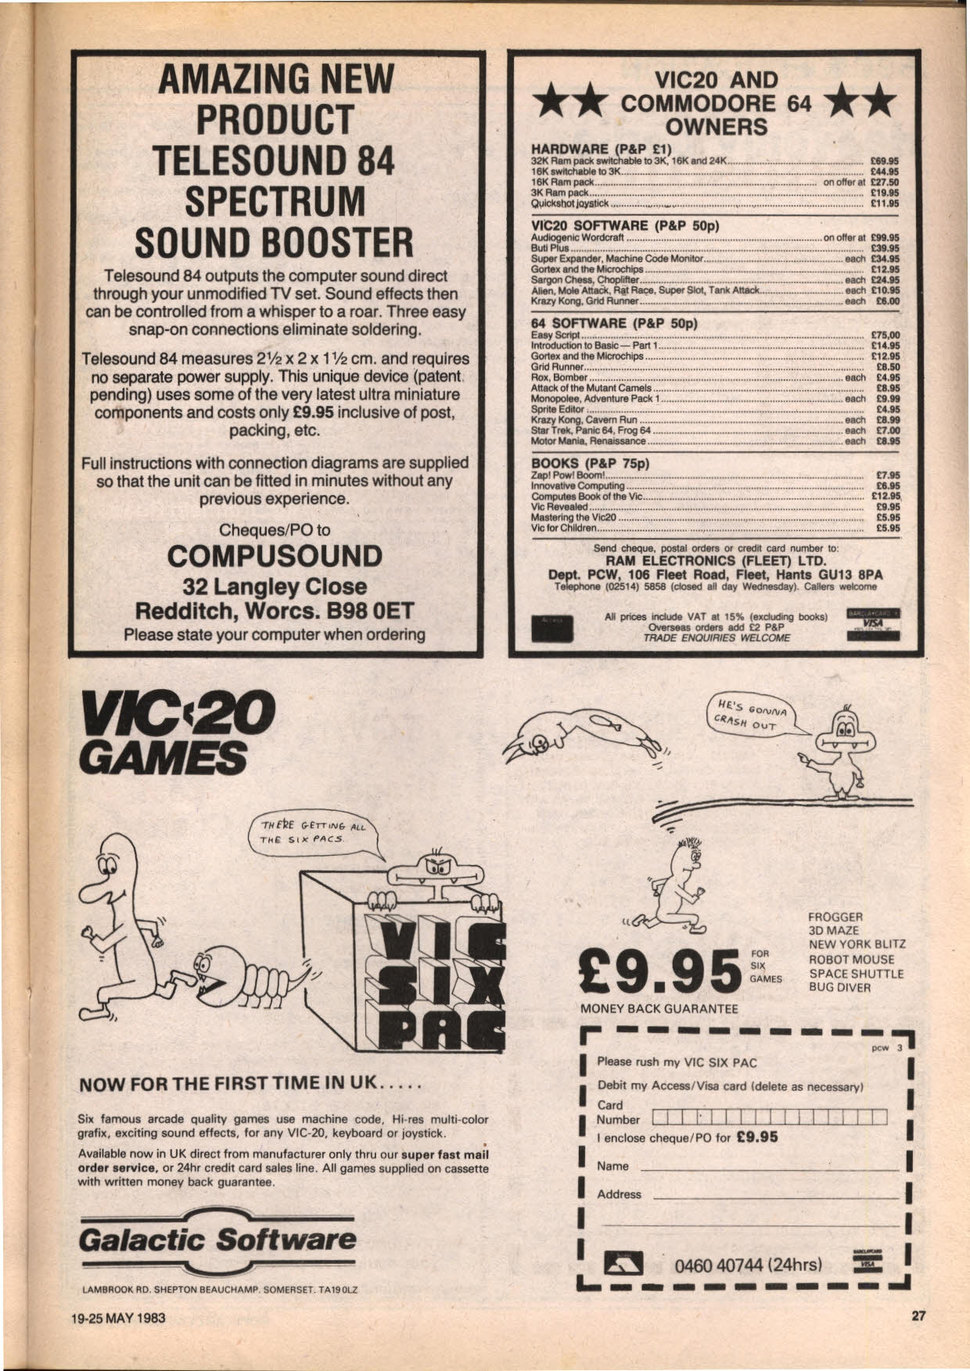 AMAZING NEW
PRODUCT
TELESOUND 84
SPECTRUM
SOUND BOOSTER
Telesound 84 outputs the computer sound direct
through your unmodified TV set. Sound effects then
can be controlled from a whisper to a roar. Three easy
snap-on connections eliminate soldering.
Telesound 84 measures 2½ x 2 x 1½ cm. and requires
no separate power supply. This unique device (patent
pending) uses some of the very latest ultra miniature
components and costs only £9.95 inclusive of post,
packing, etc.
Full instructions with connection diagrams are supplied
so that the unit can be fitted in minutes without any
previous experience.
Cheques/PO to
COMPUSOUND
32 Langley Close
Redditch, Worcs. B98 0ET
Please state your computer when ordering
VIC20 AND
COMMODORE 64
OWNERS
HARDWARE (P&P £1)
32K Ram pack switchable to 3K, 16K and 24K £69.95
16K switchable to 3K £44.95
16K Ram pack on offer at £27.50
3K Ram pack £19.95
Quickshot joystick £11.95
VIC20 SOFTWARE (P&P 50p)
Audiogenic Wordcraft on offer at £99.95
Buti Plus £39.95
Super Expander, Machine Code Monitor each £34.95
Gortex and the Microchips £12.95
Sargon Chess, Choplifter each £24.95
Alien, Mole Attack, Rat Race, Super Slot, Tank Attack each £10.95
Krazy Kong, Grid Runner each £6.00
64 SOFTWARE (P&P 50p)
Easy Script £75,00
Introduction to Basic — Part 1 £14.95
Gortex and the Microchips £12.95
Grid Runner £8.50
Rox, Bomber each £4.95
Attack of the Mutant Camels £8.95
Monopolee, Adventure Pack 1 each £9.99
Sprite Editor £4.95
Krazy Kong, Cavern Run each £8.99
Star Trek, Panic 64, Frog 64 each £7.00
Motor Mania, Renaissance each £8.95
BOOKS (P&P 75p)
Zap! Pow! Boom! £7.95
Innovative Computing £6.95
Computes Book of the Vic £12.95
Vic Revealed £9.95
Mastering the Vic20 £5.95
Vic for Children £5.95
Send cheque, postal orders or credit card number to:
RAM ELECTRONICS (FLEET) LTD.
Dept. PCW, 106 Fleet Road, Fleet, Hants GU13 8PA
Telephone (02514) 5858 (closed all day Wednesday). Callers welcome
All prices include VAT at 15% (excluding books)
Overseas orders add £2 P&P
TRADE ENQUIRIES WELCOME
BARCLAYCARD
VISA
VIC-20
GAMES
THERE GETTING ALL
THE SIX PACS.
VIC
SIX
PAC
HE'S GONNA
CRASH OUT
£9.95
FOR
SIX
GAMES
MONEY BACK GUARANTEE
FROGGER
3D MAZE
NEW YORK BLITZ
ROBOT MOUSE
SPACE SHUTTLE
BUG DIVER
NOW FOR THE FIRST TIME IN UK.....
Six famous arcade quality games use machine code, Hi-res multi-color
grafix, exciting sound effects, for any VIC-20, keyboard or joystick.
Available now in UK direct from manufacturer only thru our super fast mail
order service, or 24hr credit card sales line. All games supplied on cassette
with written money back guarantee.
Galactic Software
LAMBROOK RD. SHEPTON BEAUCHAMP. SOMERSET. TA19 0LZ
pcw 3
Please rush my VIC SIX PAC
Debit my Access/Visa card (delete as necessary)
Card
Number
I enclose cheque/PO for £9.95
Name
Address
0460 40744 (24hrs)
BARCLAYCARD
VISA
19-25 MAY 1983
27